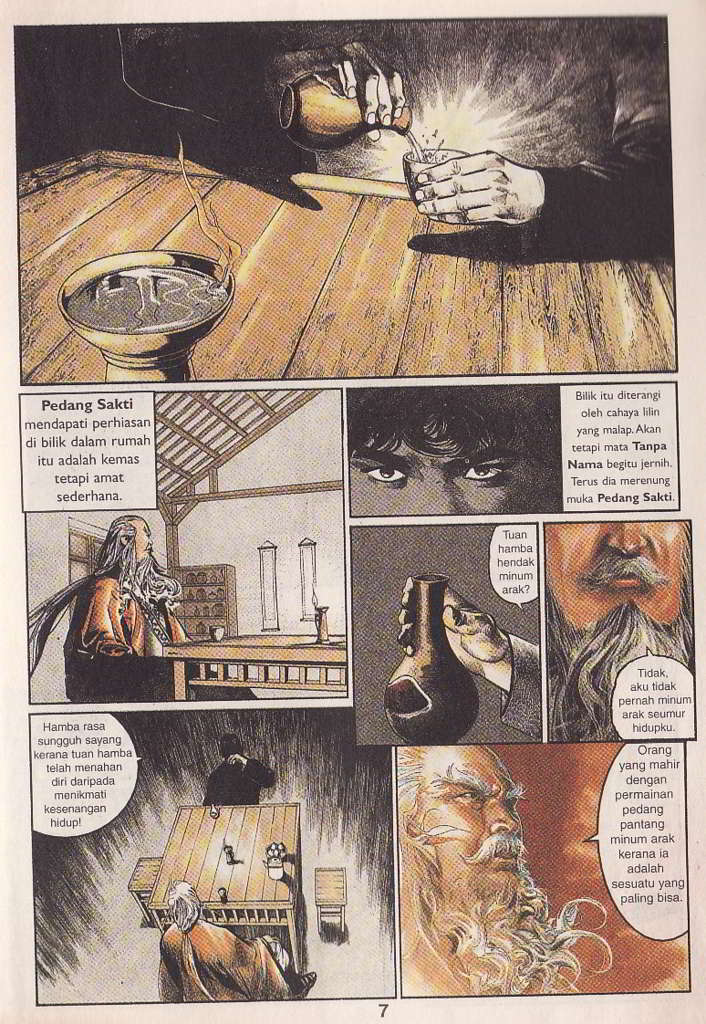 Pedang Sakti
mendapati perhiasan
di bilik dalam rumah
itu adalah kemas
tetapi amat
sederhana.
Bilik itu diterangi
oleh cahaya lilin
yang malap. Akan
tetapi mata Tanpa
Nama begitu jernih.
Terus dia merenung
muka Pedang Sakti.
Tuan
hamba
hendak
minum
arak?
Tidak,
aku tidak
pernah minum
arak seumur
hidupku.
Hamba rasa
sungguh sayang
kerana tuan hamba
telah menahan
diri daripada
menikmati
kesenangan
hidup!
Orang
yang mahir
dengan
permainan
pedang
pantang
minum arak
kerana ia
adalah
sesuatu yang
paling bisa.
7